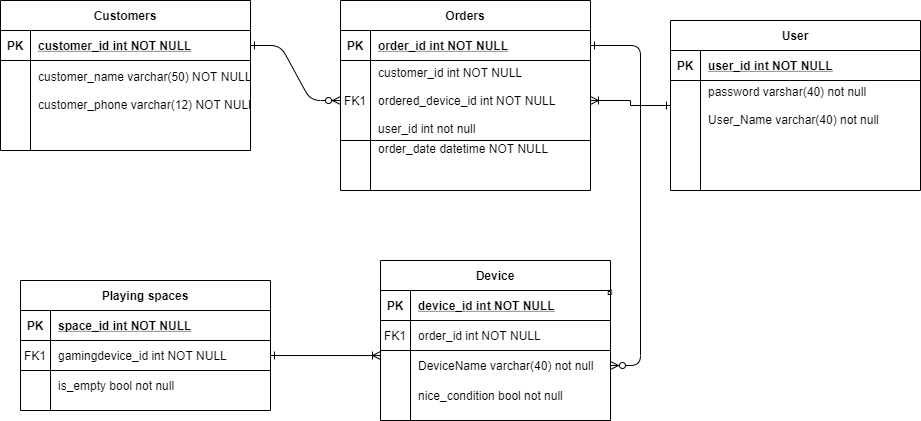 Customers
PK customer_id int NOT NULL
customer_name varchar(50) NOT NULL
customer_phone varchar(12) NOT NULL
Orders
PK order_id int NOT NULL
customer_id int NOT NULL
FK1 ordered_device_id int NOT NULL
user_id int not null
order_date datetime NOT NULL
User
PK user_id int NOT NULL
password varshar(40) not null
User_Name varchar(40) not null
Playing spaces
PK space_id int NOT NULL
FK1 gamingdevice_id int NOT NULL
is_empty bool not null
Device
PK device_id int NOT NULL
FK1 order_id int NOT NULL
DeviceName varchar(40) not null
nice_condition bool not null